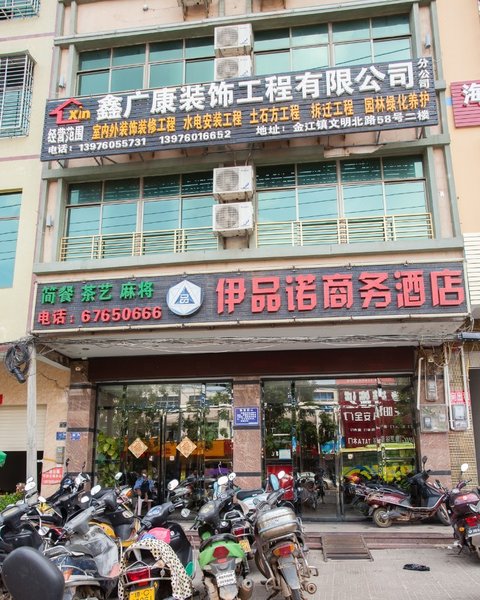 Xin 鑫广康装饰工程有限公司 分公司
经营范围 室内外装饰装修工程 水电安装工程 土石方工程 拆迁工程 园林绿化养护
电话：13976055731 13976016652 地址：金江镇文明北路58号二楼
海
简餐 茶艺 麻将
电话：67650666
伊品诺商务酒店